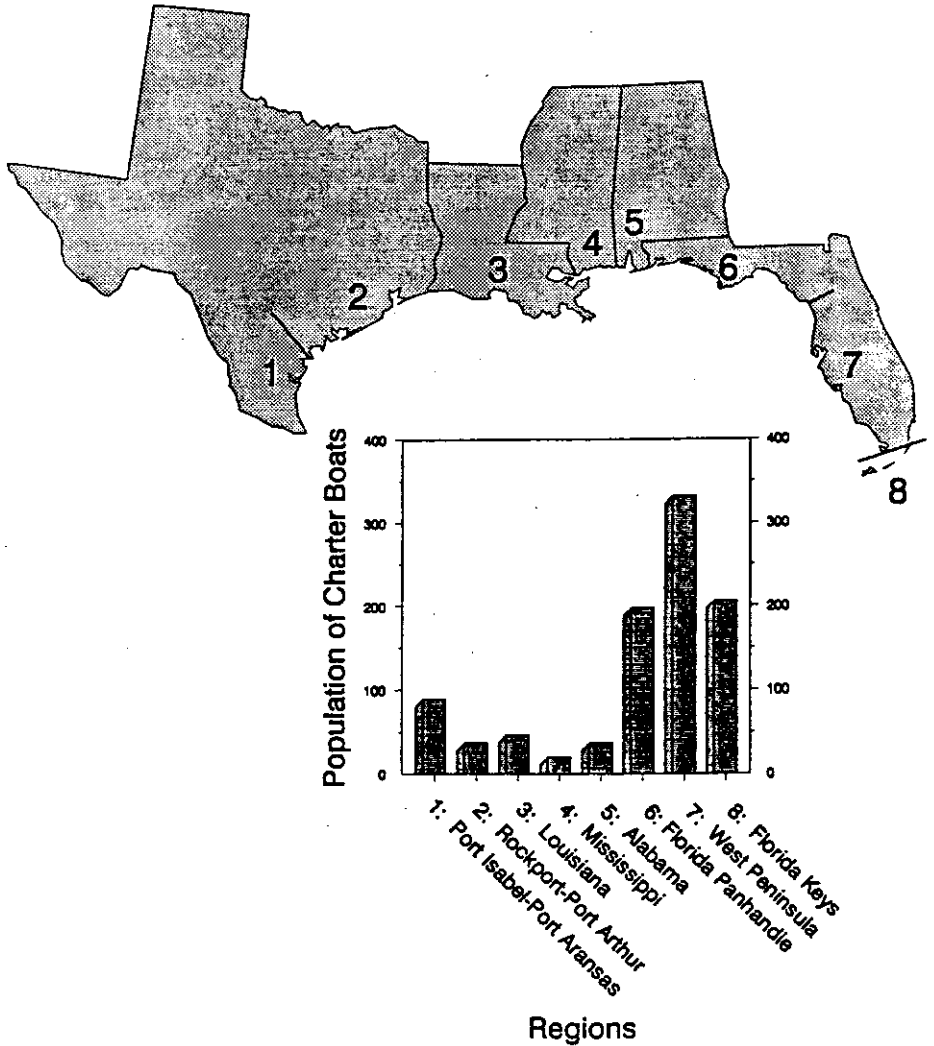 1
2
3
4
5
6
7
8
Population of Charter Boats
400
300
200
100
0
400
300
200
100
0
1: Port Isabel-Port Aransas
2: Rockport-Port Arthur
3: Louisiana
4: Mississippi
5: Alabama
6: Florida Panhandle
7: West Peninsula
8: Florida Keys
Regions